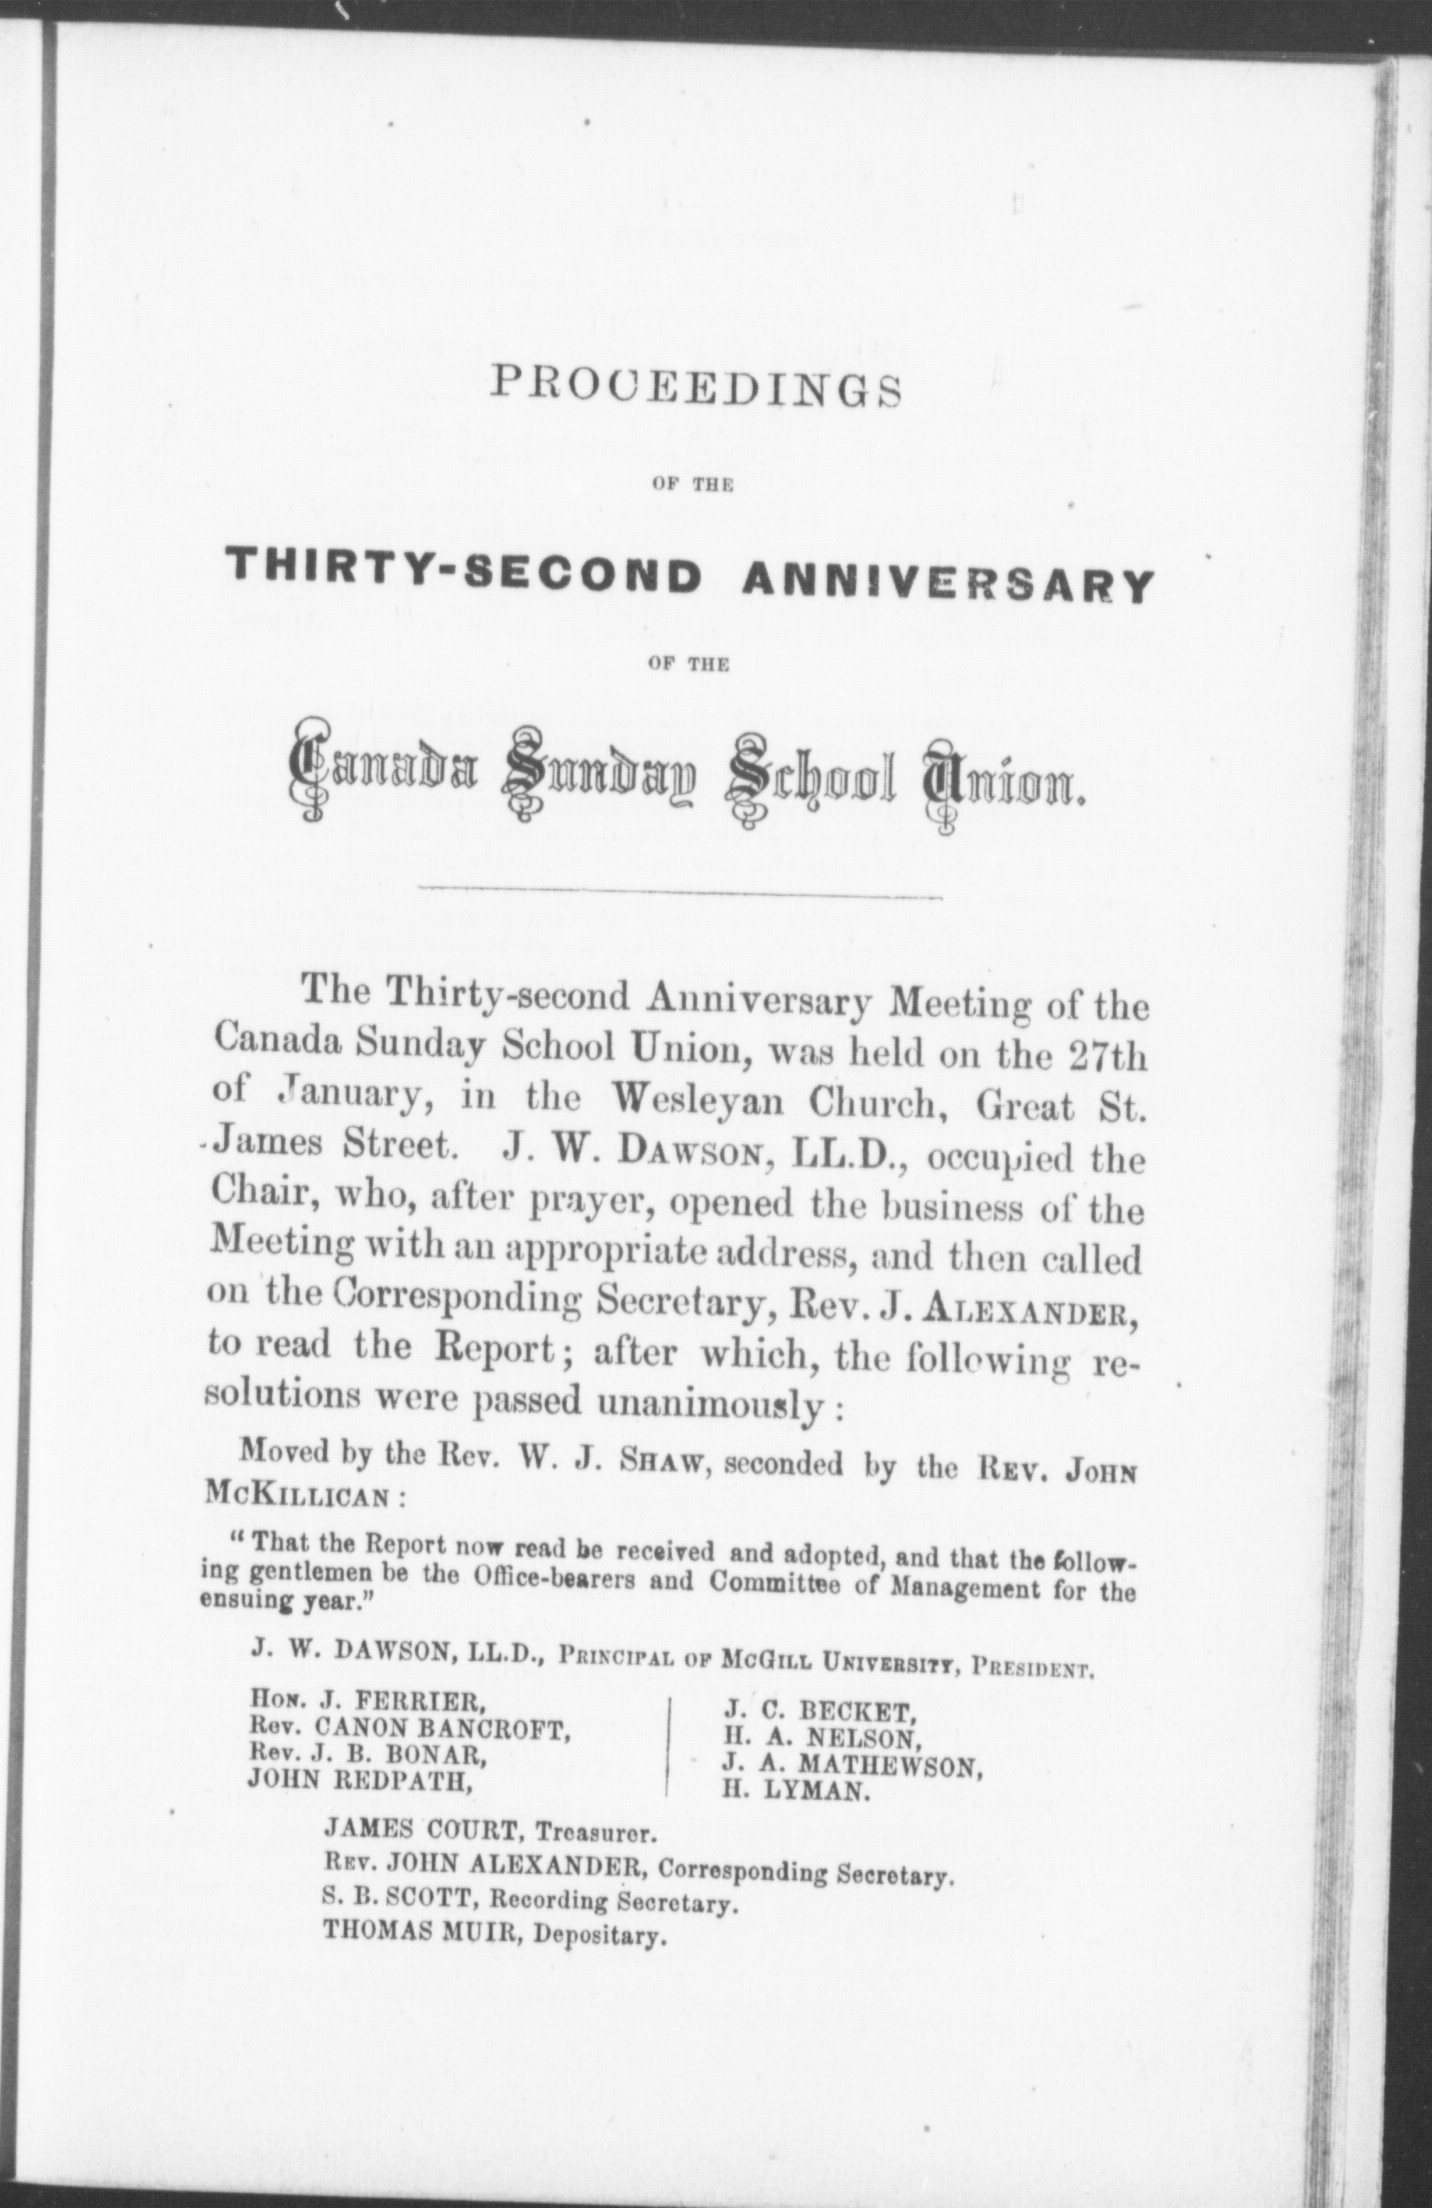 PROCEEDINGS
OF THE
THIRTY-SECOND ANNIVERSARY
OF THE
Canada Sunday School Union.
The Thirty-second Anniversary Meeting of the
Canada Sunday School Union, was held on the 27th
of January, in the Wesleyan Church, Great St.
James Street. J. W. DAWSON, LL.D., occupied the
Chair, who, after prayer, opened the business of the
Meeting with an appropriate address, and then called
on the Corresponding Secretary, Rev. J. ALEXANDER,
to read the Report; after which, the following re-
solutions were passed unanimously:
Moved by the Rev. W. J. SHAW, seconded by the REV. JOHN
MCKILLICAN:
"That the Report now read be received and adopted, and that the follow-
ing gentlemen be the Office-bearers and Committee of Management for the
ensuing year."
J. W. DAWSON, LL.D., PRINCIPAL OF MCGILL UNIVERSITY, PRESIDENT.
HON. J. FERRIER,
Rev. CANON BANCROFT,
Rev. J. B. BONAR,
JOHN REDPATH,
J. C. BECKET,
H. A. NELSON,
J. A. MATHEWSON,
H. LYMAN.
JAMES COURT, Treasurer.
REV. JOHN ALEXANDER, Corresponding Secretary.
S. B. SCOTT, Recording Secretary.
THOMAS MUIR, Depositary.